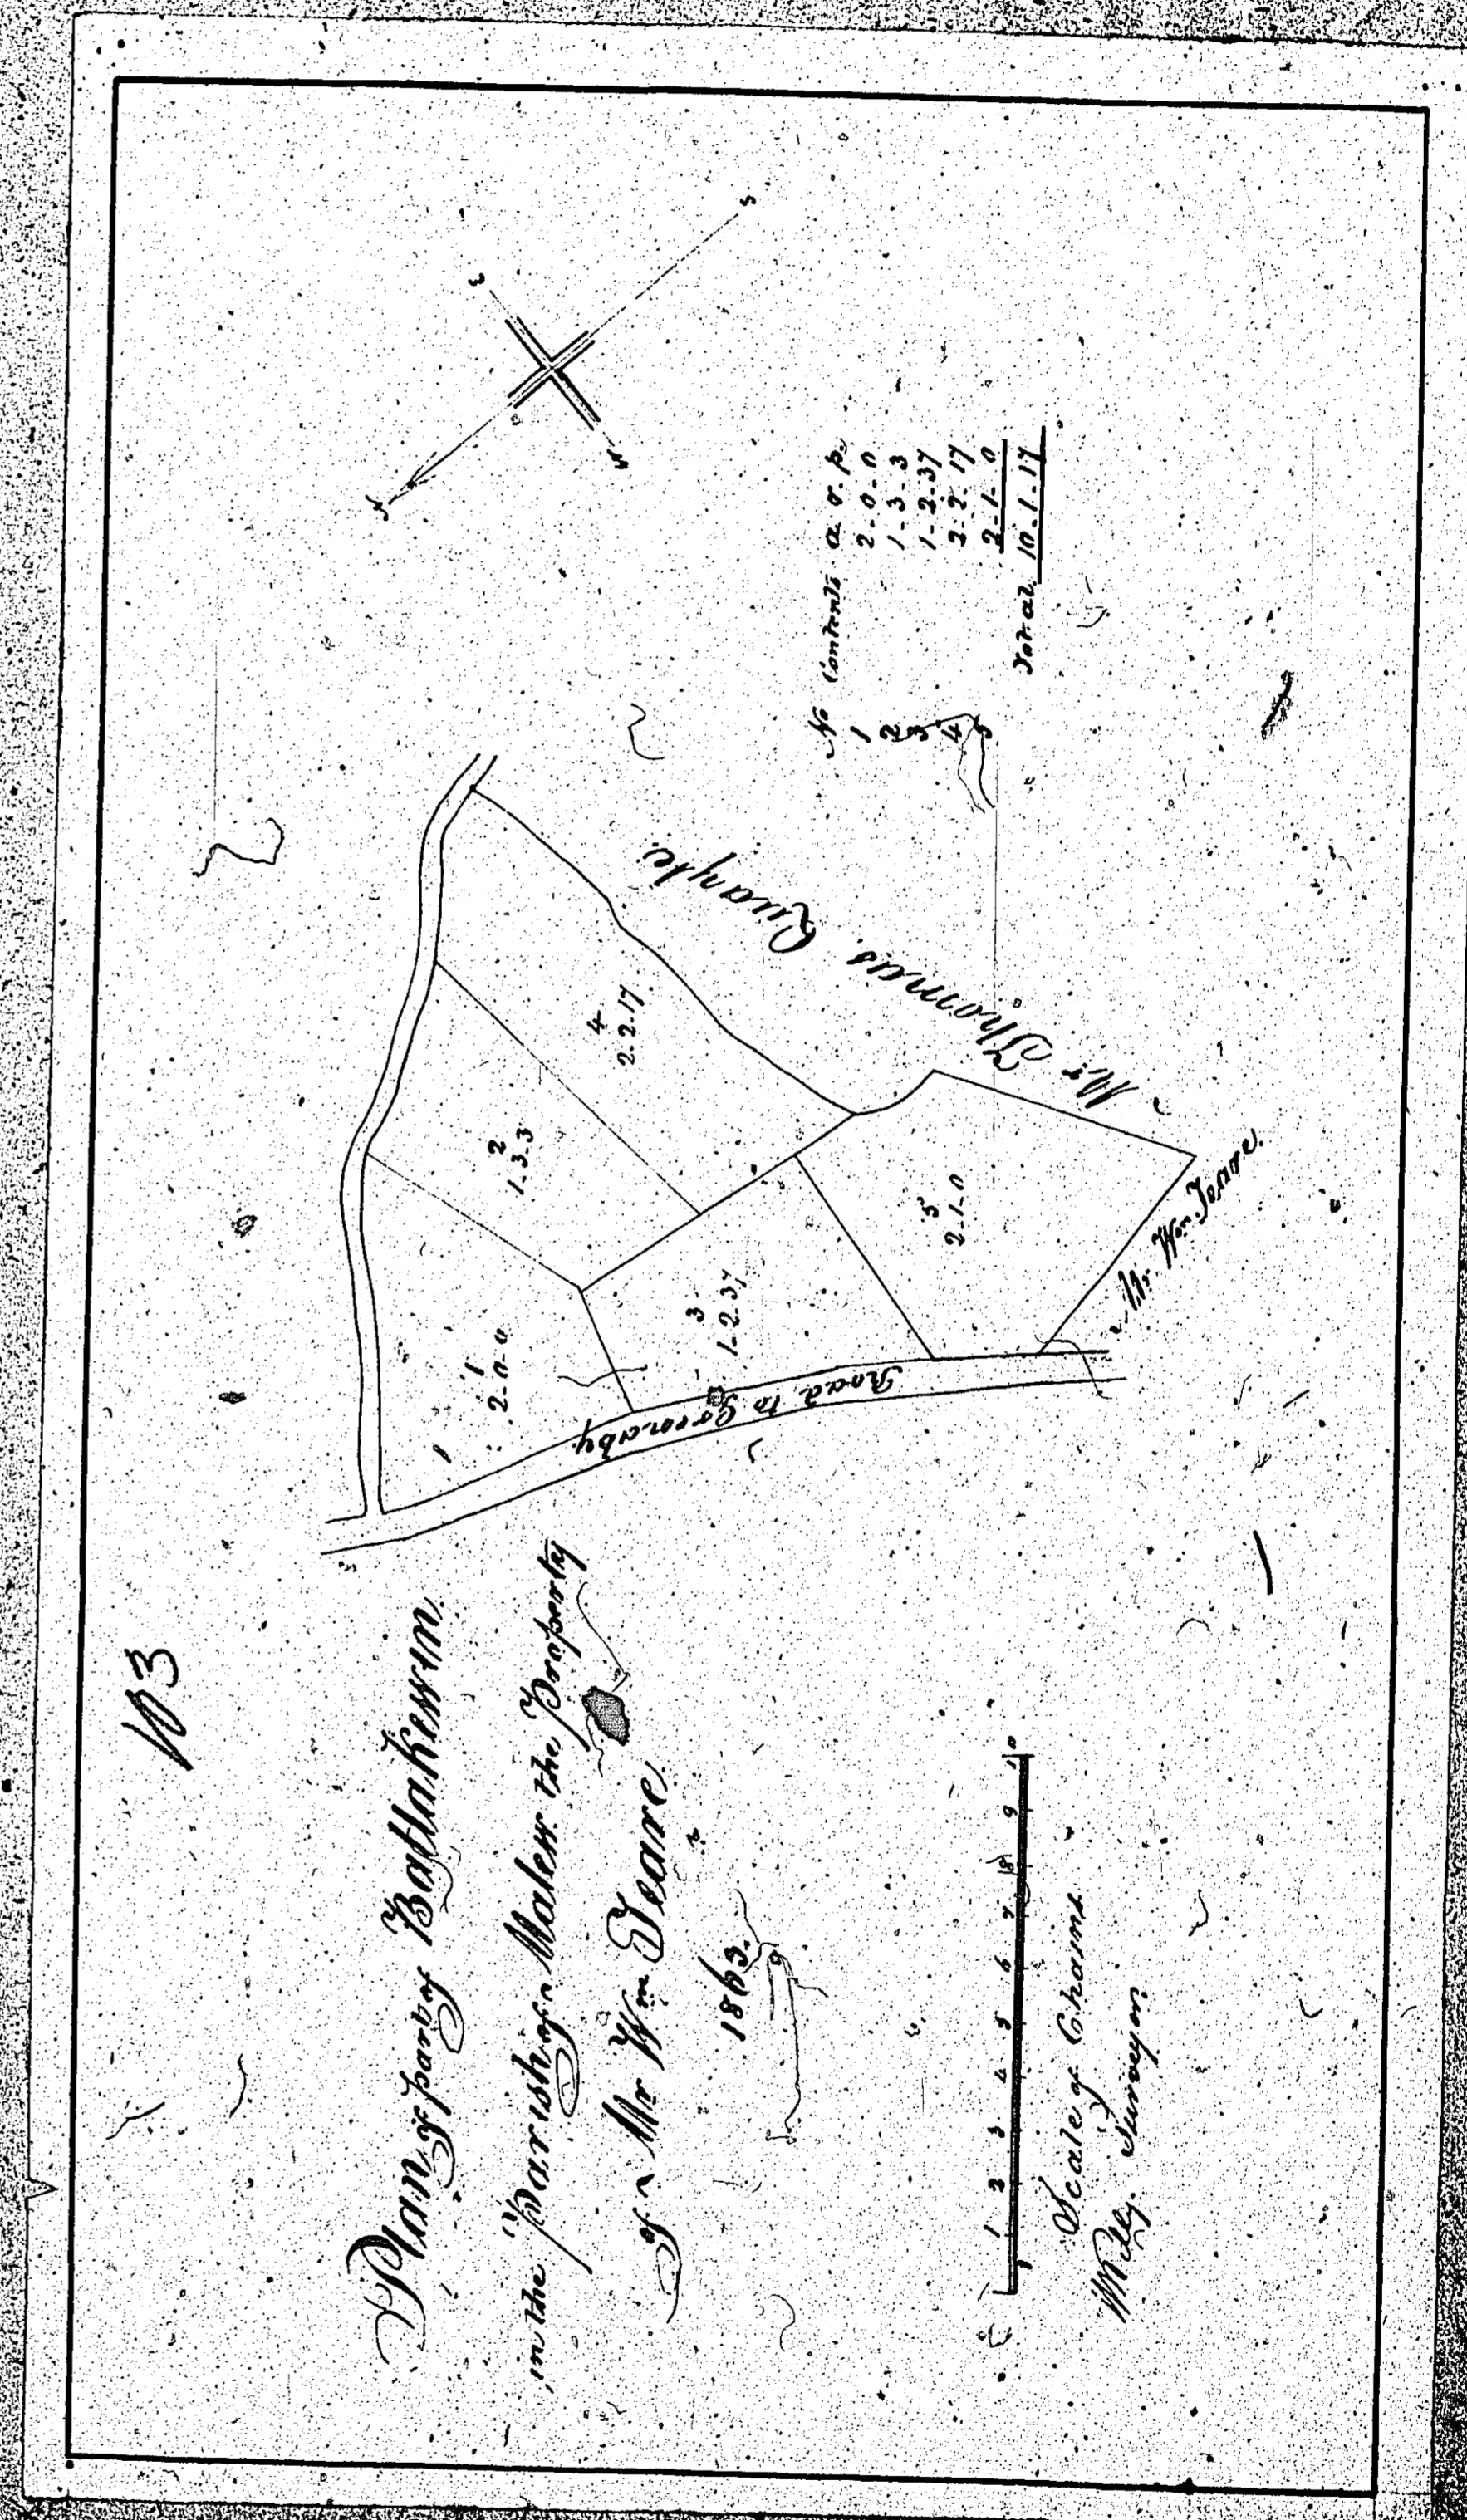 W3
Plan of part of Ballakewin
in the Parish of Malew the Property
of Mr Wm Teare
1863.
N
E
S
W
No Contents a. r. p.
1 2-0-0
2 1-3-3
3 1-2-37
4 2-2-17
5 2-1-0
Total 10.1.17
1
2-0-0
2
1-3-3
3
1-2-37
4
2-2-17
5
2-1-0
Mr Thomas Quayle
Mr. Wm. Teare.
Road to
1 2 3 4 5 6 7 8 9 10
Scale of Chains
Surveyor